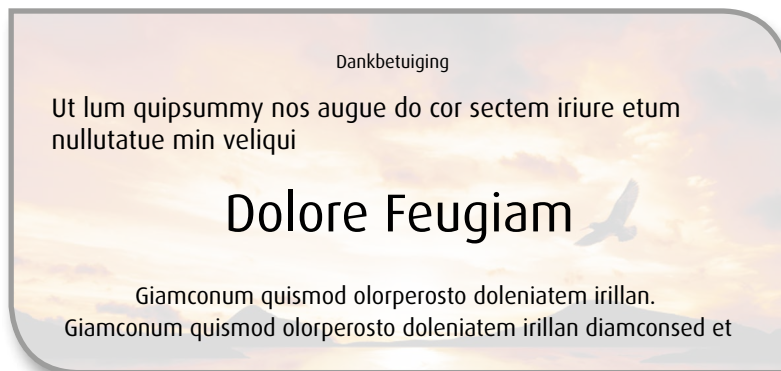 Dankbetuiging
Ut lum quipsummy nos augue do cor sectem iriure etum
nullutatue min veliqui
Dolore Feugiam
Giamconum quismod olorperosto doleniatem irillan.
Giamconum quismod olorperosto doleniatem irillan diamconsed et